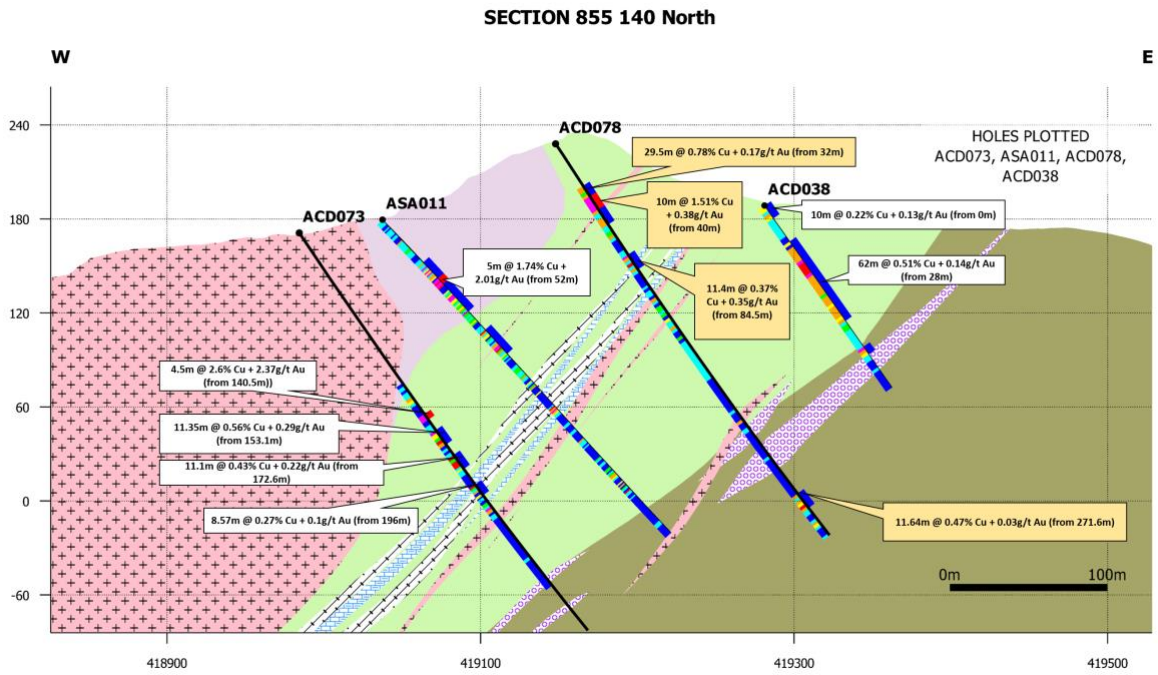 SECTION 855 140 North
W
E
240
180
120
60
0
-60
ACD078
HOLES PLOTTED
ACD073, ASA011, ACD078,
ACD038
29.5m @ 0.78% Cu + 0.17g/t Au (from 32m)
ACD038
10m @ 1.51% Cu
+ 0.38g/t Au
(from 40m)
ASA011
ACD073
10m @ 0.22% Cu + 0.13g/t Au (from 0m)
5m @ 1.74% Cu +
2.01g/t Au (from 52m)
62m @ 0.51% Cu + 0.14g/t Au
(from 28m)
11.4m @ 0.37%
Cu + 0.35g/t Au
(from 84.5m)
4.5m @ 2.6% Cu + 2.37g/t Au
(from 140.5m))
11.35m @ 0.56% Cu + 0.29g/t Au
(from 153.1m)
11.1m @ 0.43% Cu + 0.22g/t Au (from
172.6m)
8.57m @ 0.27% Cu + 0.1g/t Au (from 196m)
11.64m @ 0.47% Cu + 0.03g/t Au (from 271.6m)
0m
100m
418900
419100
419300
419500